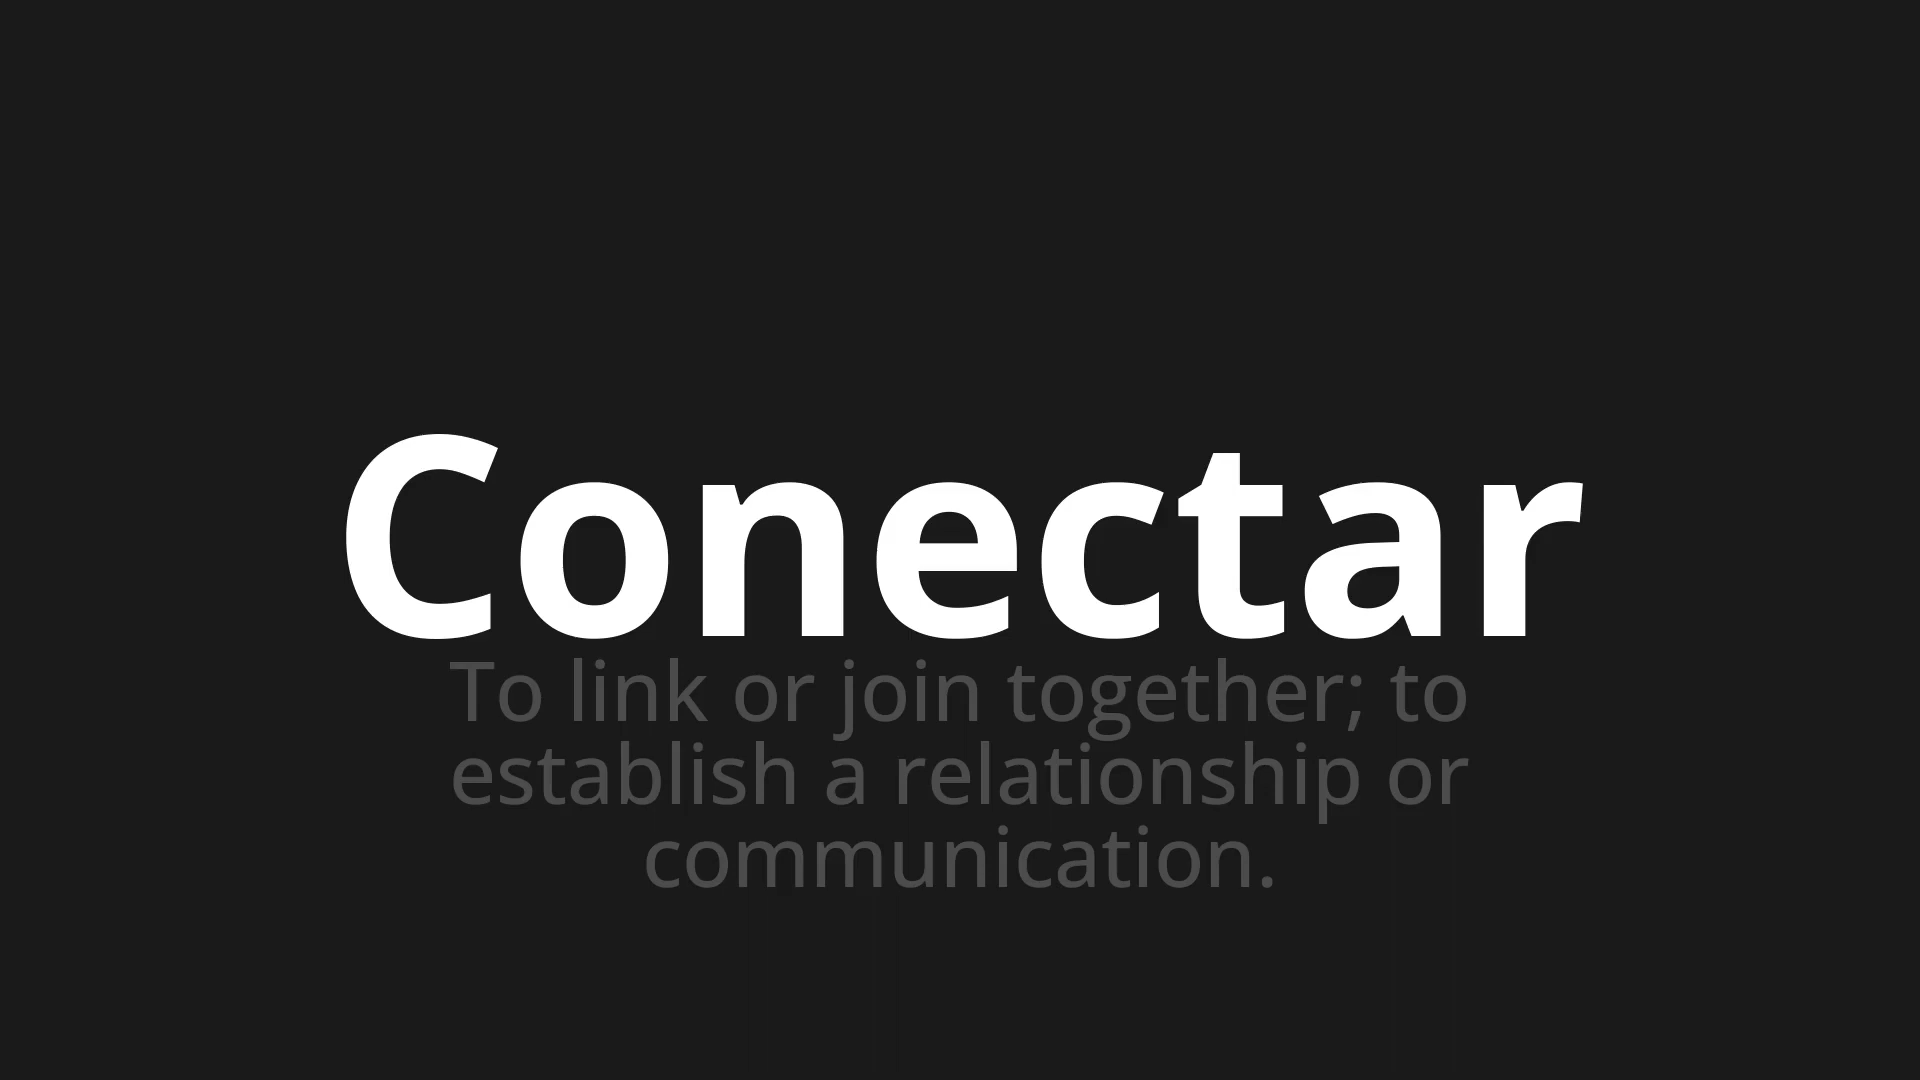 Conectar
To link or join together; to
establish a relationship or
communication.